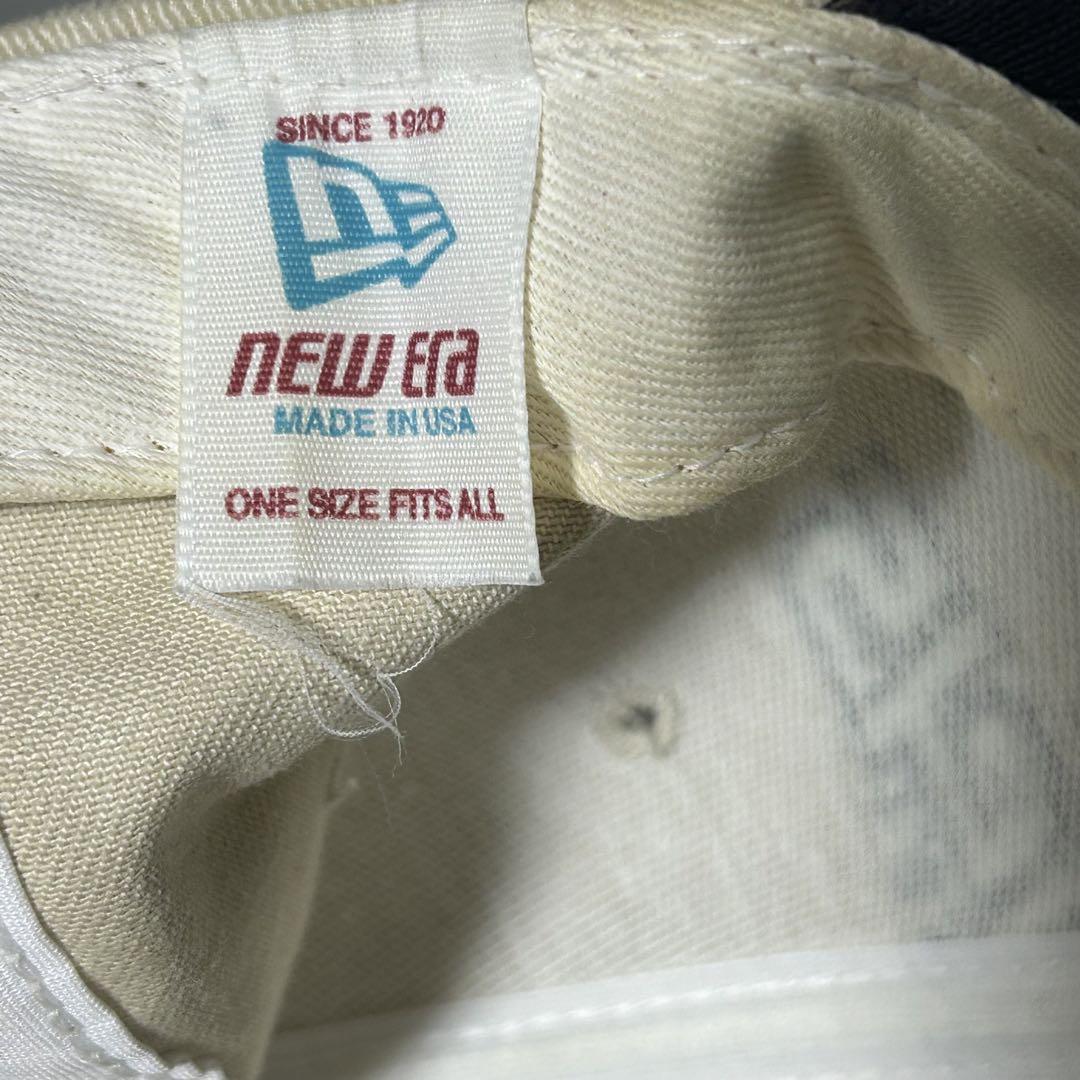 SINCE 1920
NEW Era
MADE IN USA
ONE SIZE FITS ALL